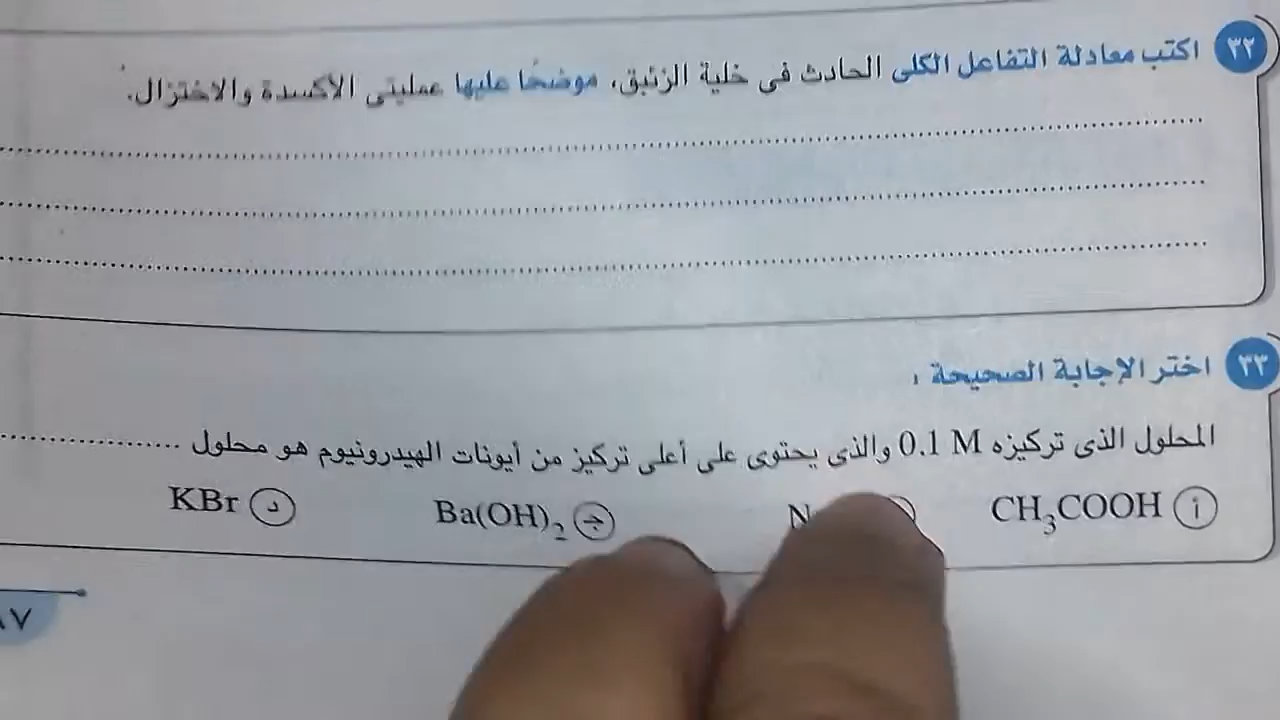 ٣٢ اكتب معادلة التفاعل الكلى الحادث فى خلية الزئبق، موضحًا عليها عمليتى الأكسدة والاختزال.
٣٣ اختر الإجابة الصحيحة :
المحلول الذى تركيزه 0.1 M والذى يحتوى على أعلى تركيز من أيونات الهيدرونيوم هو محلول ....................
أ CH₃COOH N ج Ba(OH)₂ د KBr